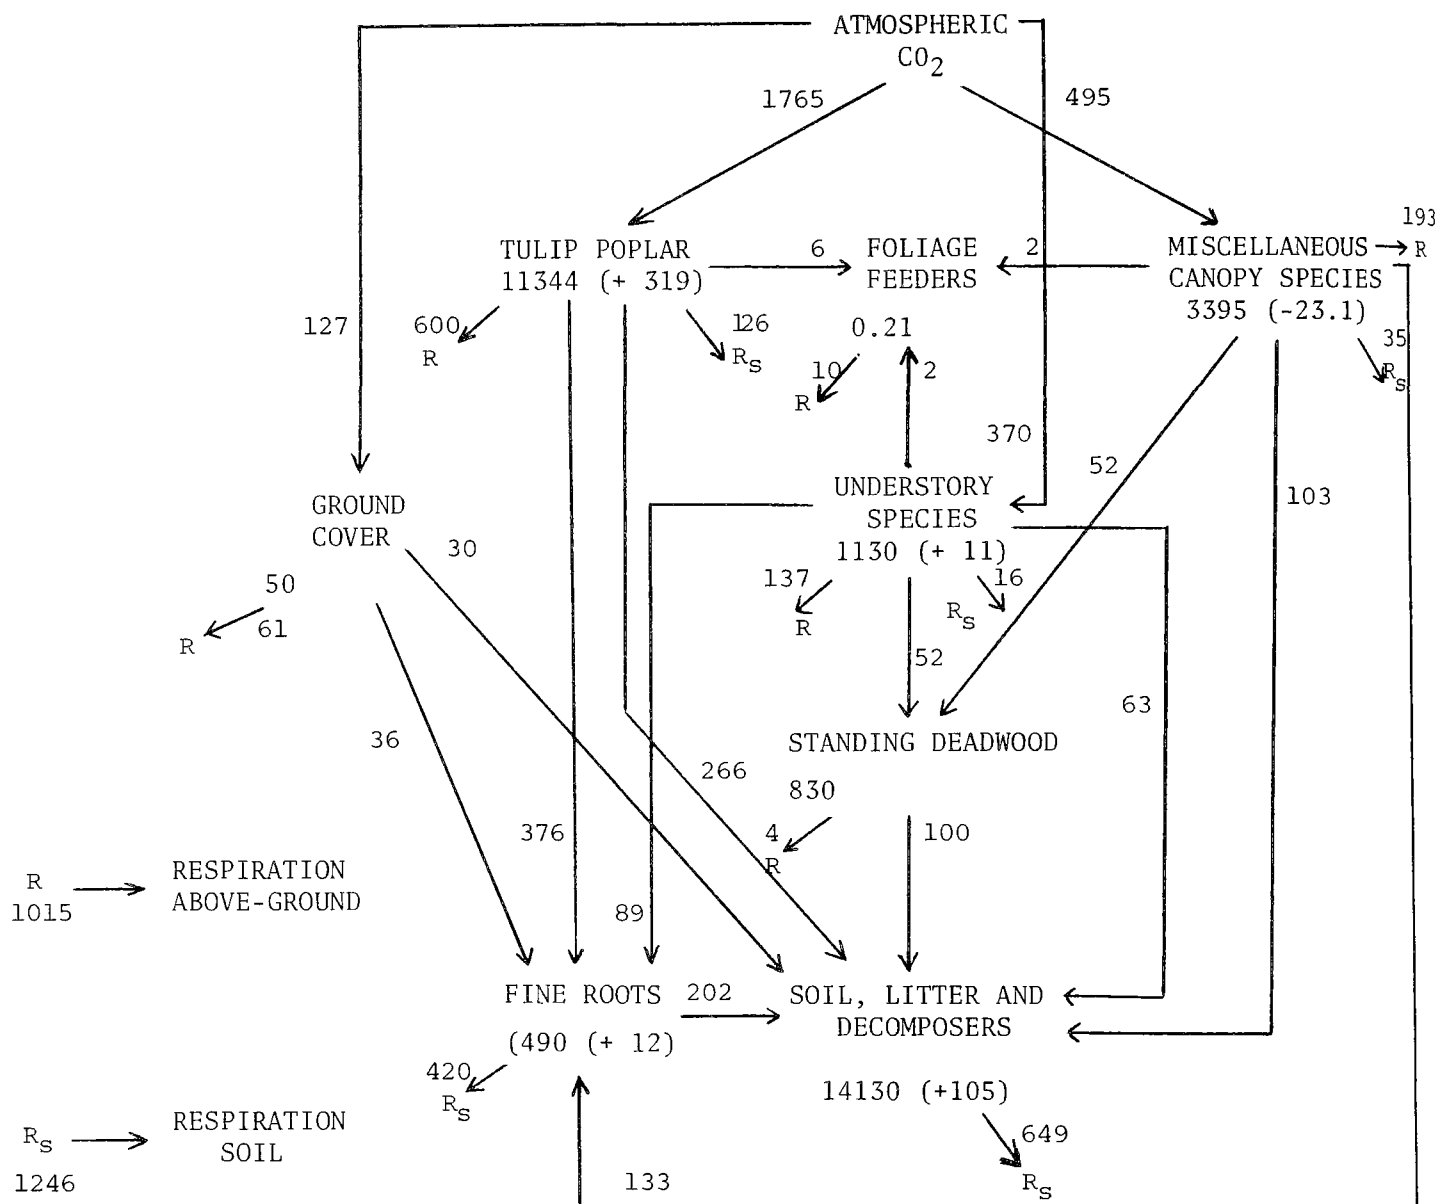 ATMOSPHERIC
CO2
1765
495
TULIP POPLAR
11344 (+ 319)
6
FOLIAGE
FEEDERS
2
MISCELLANEOUS
CANOPY SPECIES
3395 (-23.1)
193
R
127
600
R
126
Rs
0.21
10
R
2
35
Rs
370
52
103
GROUND
COVER
30
UNDERSTORY
SPECIES
1130 (+ 11)
50
61
R
137
R
16
Rs
52
63
36
STANDING DEADWOOD
266
830
376
4
R
100
R
1015
RESPIRATION
ABOVE-GROUND
89
FINE ROOTS
(490 (+ 12)
202
SOIL, LITTER AND
DECOMPOSERS
14130 (+105)
420
Rs
649
Rs
Rs
1246
RESPIRATION
SOIL
133